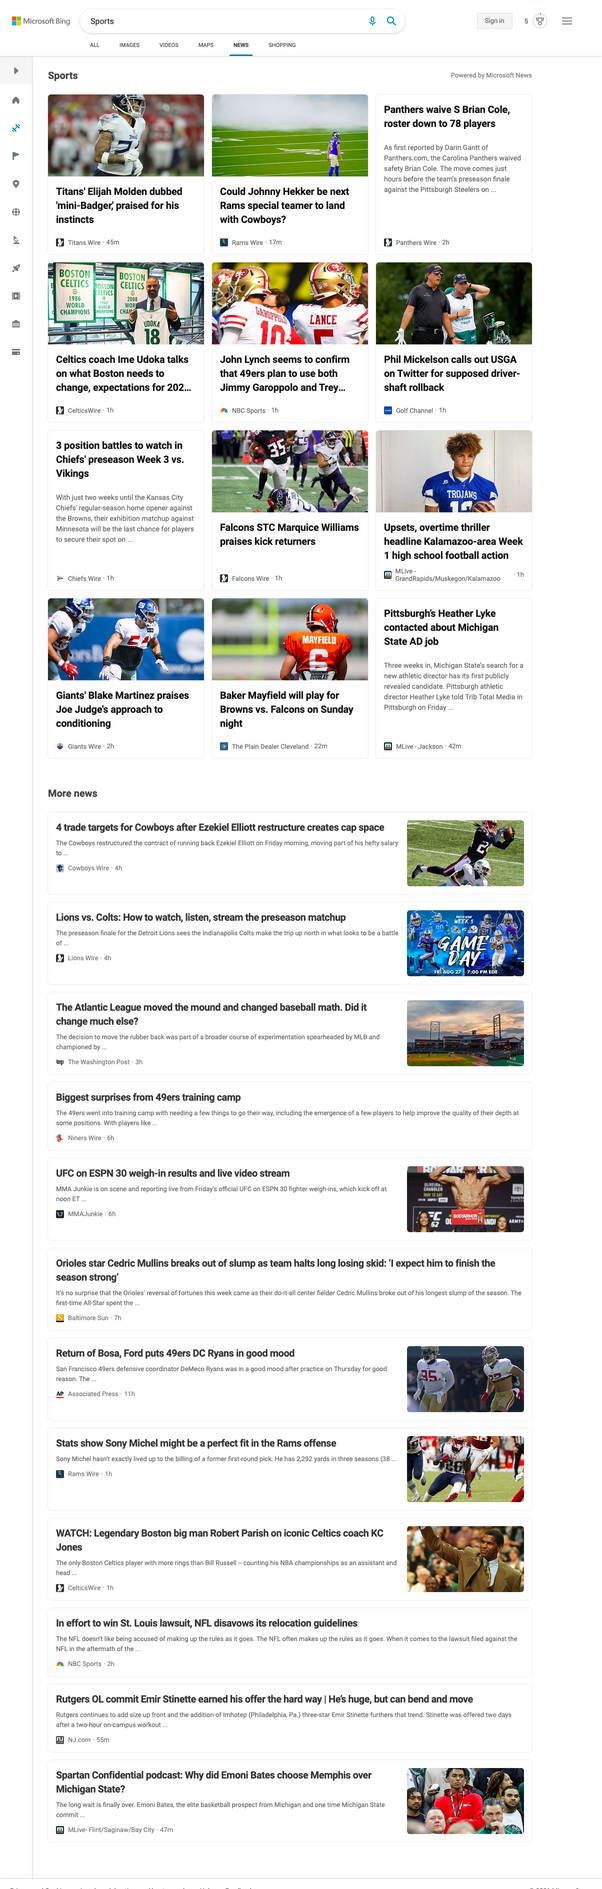 Microsoft Bing
Sports
Sign in
5
ALL
IMAGES
VIDEOS
MAPS
NEWS
SHOPPING
Sports
Powered by Microsoft News
Titans' Elijah Molden dubbed
'mini-Badger,' praised for his
instincts
Titans Wire · 45m
Could Johnny Hekker be next
Rams special teamer to land
with Cowboys?
Rams Wire · 17m
Panthers waive S Brian Cole,
roster down to 78 players
As first reported by Darin Gantt of
Panthers.com, the Carolina Panthers waived
safety Brian Cole. The move comes just
hours before the team's preseason finale
against the Pittsburgh Steelers on ...
Panthers Wire · 2h
BOSTON
CELTICS
1986
WORLD
CHAMPIONS
BOSTON
CELTICS
2008
WORLD
UDOKA
18
Celtics coach Ime Udoka talks
on what Boston needs to
change, expectations for 202...
CelticsWire · 1h
GAROPPOLO
10
LANCE
5
John Lynch seems to confirm
that 49ers plan to use both
Jimmy Garoppolo and Trey...
NBC Sports · 1h
Phil Mickelson calls out USGA
on Twitter for supposed driver-
shaft rollback
Golf Channel · 1h
3 position battles to watch in
Chiefs' preseason Week 3 vs.
Vikings
With just two weeks until the Kansas City
Chiefs' regular-season home opener against
the Browns, their exhibition matchup against
Minnesota will be the last chance for players
to secure their spot on ...
Chiefs Wire · 1h
35
Falcons STC Marquice Williams
praises kick returners
Falcons Wire · 1h
TROJANS
Upsets, overtime thriller
headline Kalamazoo-area Week
1 high school football action
MLive -
GrandRapids/Muskegon/Kalamazoo · 1h
Giants' Blake Martinez praises
Joe Judge's approach to
conditioning
Giants Wire · 2h
MAYFIELD
6
Baker Mayfield will play for
Browns vs. Falcons on Sunday
night
The Plain Dealer Cleveland · 22m
Pittsburgh's Heather Lyke
contacted about Michigan
State AD job
Three weeks in, Michigan State's search for a
new athletic director has its first publicly
revealed candidate. Pittsburgh athletic
director Heather Lyke told Trib Total Media in
Pittsburgh on Friday ...
MLive - Jackson · 42m
More news
4 trade targets for Cowboys after Ezekiel Elliott restructure creates cap space
The Cowboys restructured the contract of running back Ezekiel Elliott on Friday morning, moving part of his hefty salary
to ...
Cowboys Wire · 4h
Lions vs. Colts: How to watch, listen, stream the preseason matchup
The preseason finale for the Detroit Lions sees the Indianapolis Colts make the trip up north in what looks to be a battle
of ...
Lions Wire · 4h
GAME
DAY
FRI AUG 27
7:00 PM EDT
The Atlantic League moved the mound and changed baseball math. Did it
change much else?
The decision to move the rubber back was part of a broader course of experimentation spearheaded by MLB and
championed by ...
The Washington Post · 3h
Biggest surprises from 49ers training camp
The 49ers went into training camp with needing a few things to go their way, including the emergence of a few players to help improve the quality of their depth at
some positions. With players like ...
Niners Wire · 6h
UFC on ESPN 30 weigh-in results and live video stream
MMA Junkie is on scene and reporting live from Friday's official UFC on ESPN 30 fighter weigh-ins, which kick off at
noon ET ...
MMAJunkie · 6h
Orioles star Cedric Mullins breaks out of slump as team halts long losing skid: ‘I expect him to finish the
season strong’
It's no surprise that the Orioles' reversal of fortunes this week came as their do-it-all center fielder Cedric Mullins broke out of his longest slump of the season. The
first-time All-Star spent the ...
Baltimore Sun · 7h
Return of Bosa, Ford puts 49ers DC Ryans in good mood
San Francisco 49ers defensive coordinator DeMeco Ryans was in a good mood after practice on Thursday for good
reason. The ...
AP
Associated Press · 11h
Stats show Sony Michel might be a perfect fit in the Rams offense
Sony Michel hasn't exactly lived up to the billing of a former first-round pick. He has 2,292 yards in three seasons (38 ...
Rams Wire · 1h
WATCH: Legendary Boston big man Robert Parish on iconic Celtics coach KC
Jones
The only Boston Celtics player with more rings than Bill Russell – counting his NBA championships as an assistant and
head ...
CelticsWire · 1h
In effort to win St. Louis lawsuit, NFL disavows its relocation guidelines
The NFL doesn't like being accused of making up the rules as it goes. The NFL often makes up the rules as it goes. When it comes to the lawsuit filed against the
NFL in the aftermath of the ...
NBC Sports · 2h
Rutgers OL commit Emir Stinette earned his offer the hard way | He's huge, but can bend and move
Rutgers continues to add size up front and the addition of Imhotep (Philadelphia, Pa.) three-star Emir Stinette furthers that trend. Stinette was offered two days
after a two-hour on-campus workout ...
NJ.com · 55m
Spartan Confidential podcast: Why did Emoni Bates choose Memphis over
Michigan State?
The long wait is finally over. Emoni Bates, the elite basketball prospect from Michigan and one time Michigan State
commit ...
MLive- Flint/Saginaw/Bay City · 47m